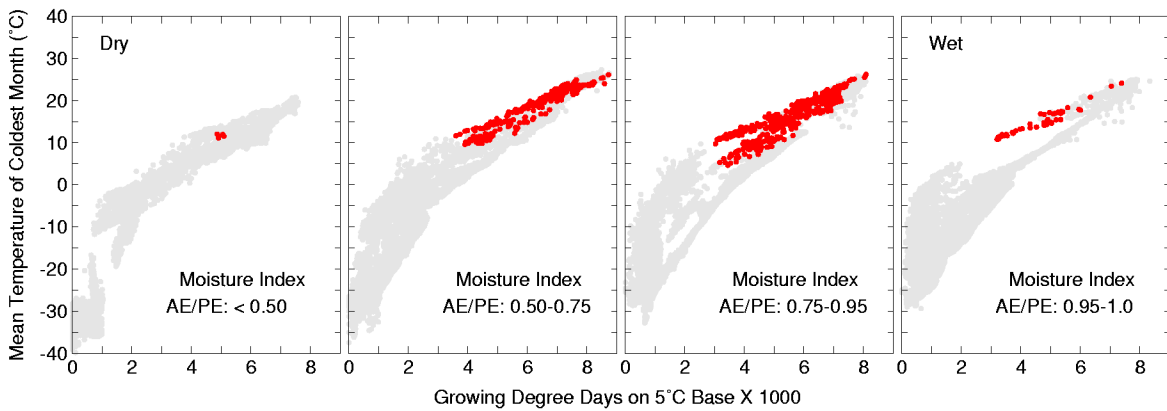 Mean Temperature of Coldest Month (˚C)
40
30
20
10
0
-10
-20
-30
-40
Dry
Moisture Index
AE/PE: < 0.50
0 2 4 6 8
Moisture Index
AE/PE: 0.50-0.75
0 2 4 6 8
Moisture Index
AE/PE: 0.75-0.95
0 2 4 6 8
Wet
Moisture Index
AE/PE: 0.95-1.0
0 2 4 6 8
Growing Degree Days on 5˚C Base X 1000